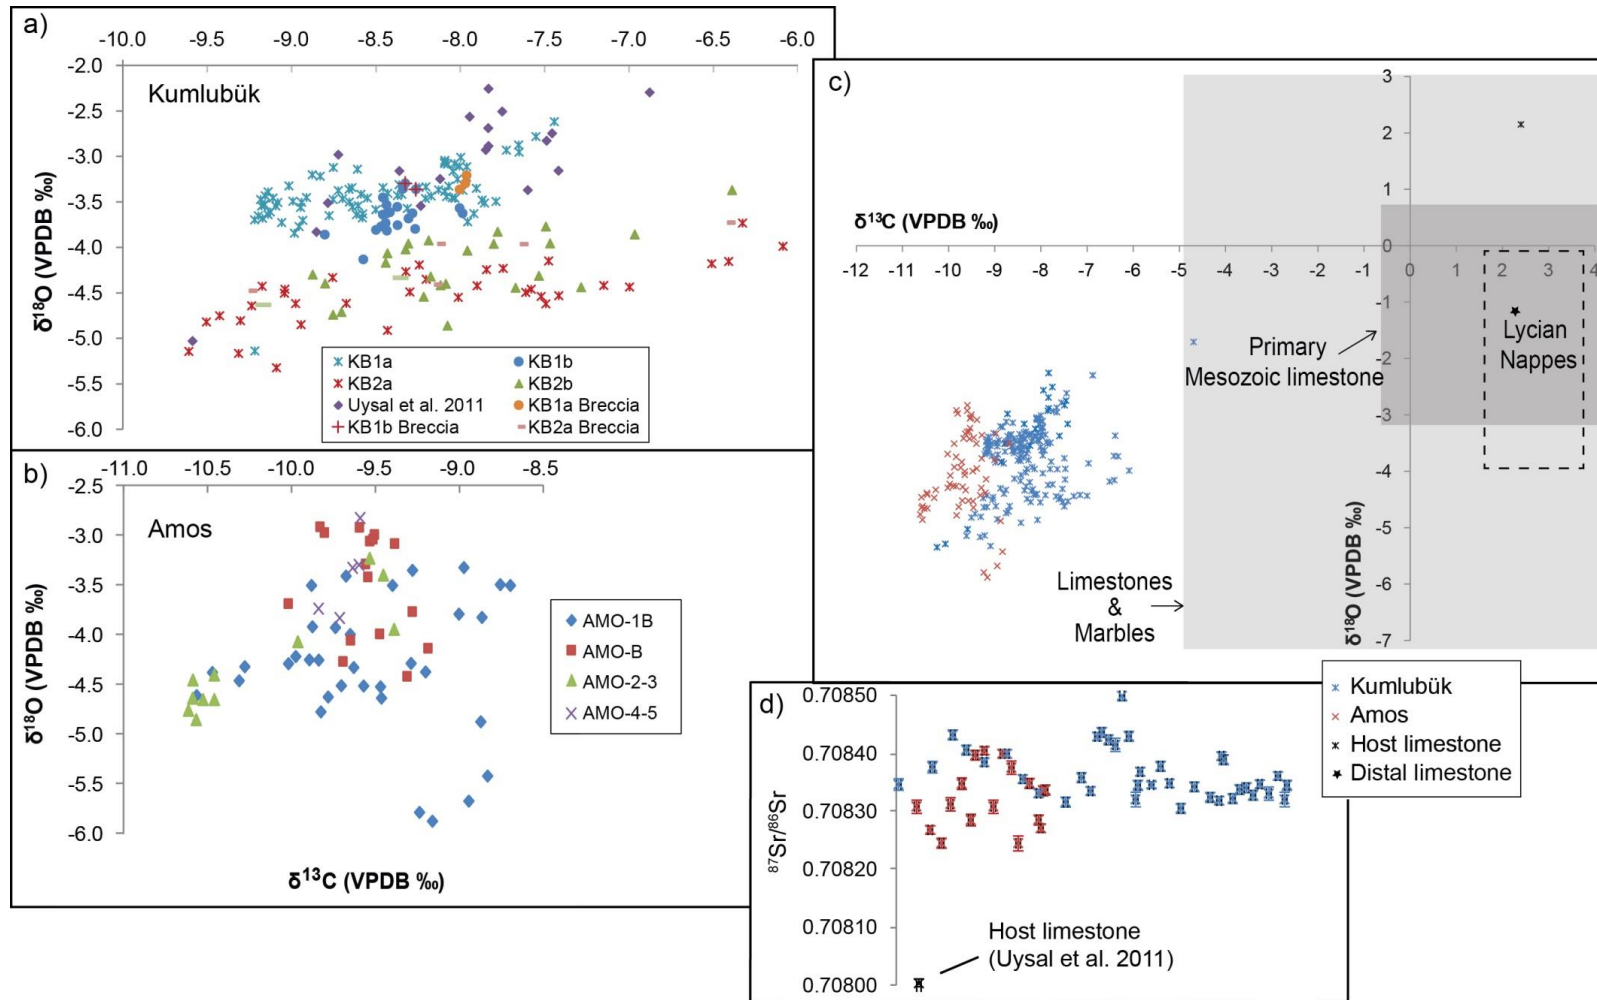 a)
-10.0 -9.5 -9.0 -8.5 -8.0 -7.5 -7.0 -6.5 -6.0
-2.0
-2.5
-3.0
-3.5
-4.0
-4.5
-5.0
-5.5
-6.0
Kumlubük
δ18O (VPDB ‰)
KB1a KB1b
KB2a KB2b
Uysal et al. 2011 KB1a Breccia
KB1b Breccia KB2a Breccia
b)
-11.0 -10.5 -10.0 -9.5 -9.0 -8.5
-2.5
-3.0
-3.5
-4.0
-4.5
-5.0
-5.5
-6.0
Amos
δ18O (VPDB ‰)
δ13C (VPDB ‰)
AMO-1B
AMO-B
AMO-2-3
AMO-4-5
c)
δ13C (VPDB ‰)
-12 -11 -10 -9 -8 -7 -6 -5 -4 -3 -2 -1 0 1 2 3 4
3
2
1
0
-1
-2
-3
-4
-5
-6
-7
δ18O (VPDB ‰)
Primary
Mesozoic limestone
Lycian
Nappes
Limestones
&
Marbles
Kumlubük
Amos
Host limestone
Distal limestone
d)
0.70850
0.70840
0.70830
0.70820
0.70810
0.70800
87Sr/86Sr
Host limestone
(Uysal et al. 2011)